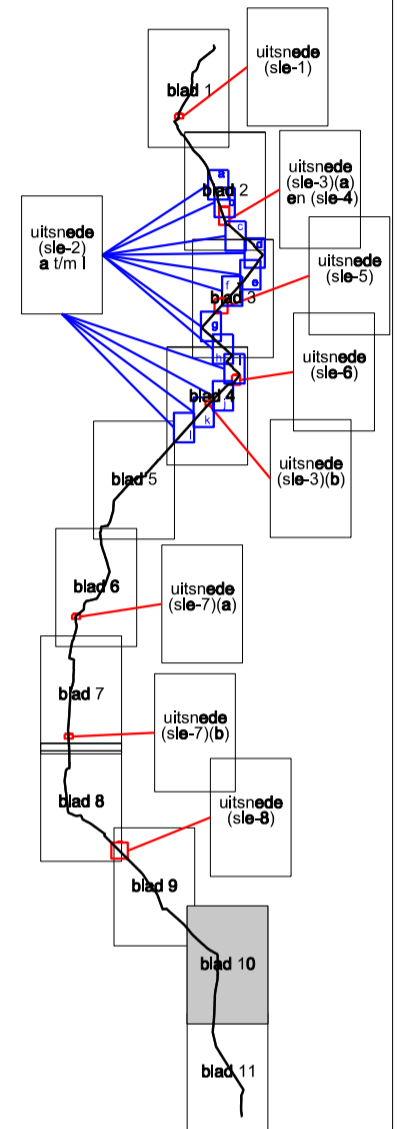 uitsnede
(sle-1)
blad 1
a
blad 2
b
uitsnede
(sle-3)(a)
en (sle-4)
c
uitsnede
(sle-2)
a t/m l
d
uitsnede
(sle-5)
e
f
blad 3
g
h
i
uitsnede
(sle-6)
blad 4
j
k
l
uitsnede
(sle-3)(b)
blad 5
blad 6
uitsnede
(sle-7)(a)
blad 7
uitsnede
(sle-7)(b)
blad 8
uitsnede
(sle-8)
blad 9
blad 10
blad 11